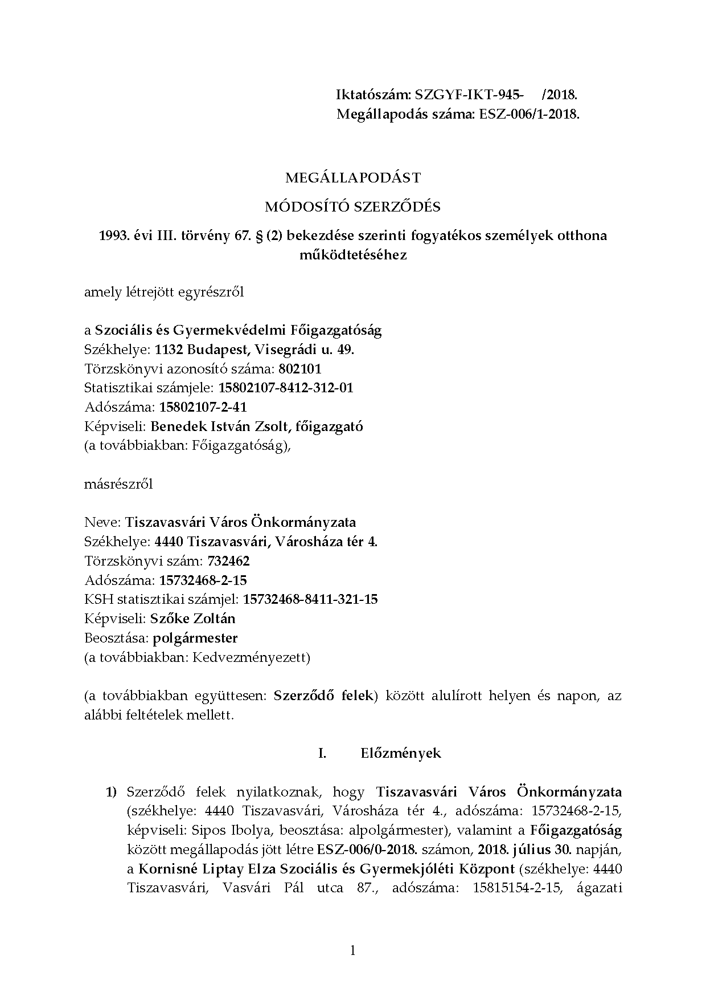 Iktatószám: SZGYF-IKT-945- /2018.
Megállapodás száma: ESZ-006/1-2018.
MEGÁLLAPODÁST
MÓDOSÍTÓ SZERZŐDÉS
1993. évi III. törvény 67. § (2) bekezdése szerinti fogyatékos személyek otthona
működtetéséhez
amely létrejött egyrészről
a Szociális és Gyermekvédelmi Főigazgatóság
Székhelye: 1132 Budapest, Visegrádi u. 49.
Törzskönyvi azonosító száma: 802101
Statisztikai számjele: 15802107-8412-312-01
Adószáma: 15802107-2-41
Képviseli: Benedek István Zsolt, főigazgató
(a továbbiakban: Főigazgatóság),
másrészről
Neve: Tiszavasvári Város Önkormányzata
Székhelye: 4440 Tiszavasvári, Városháza tér 4.
Törzskönyvi szám: 732462
Adószáma: 15732468-2-15
KSH statisztikai számjel: 15732468-8411-321-15
Képviseli: Szőke Zoltán
Beosztása: polgármester
(a továbbiakban: Kedvezményezett)
(a továbbiakban együttesen: Szerződő felek) között alulírott helyen és napon, az
alábbi feltételek mellett.
I. Előzmények
1) Szerződő felek nyilatkoznak, hogy Tiszavasvári Város Önkormányzata
(székhelye: 4440 Tiszavasvári, Városháza tér 4., adószáma: 15732468-2-15,
képviseli: Sipos Ibolya, beosztása: alpolgármester), valamint a Főigazgatóság
között megállapodás jött létre ESZ-006/0-2018. számon, 2018. július 30. napján,
a Kornisné Liptay Elza Szociális és Gyermekjóléti Központ (székhelye: 4440
Tiszavasvári, Vasvári Pál utca 87., adószáma: 15815154-2-15, ágazati
1